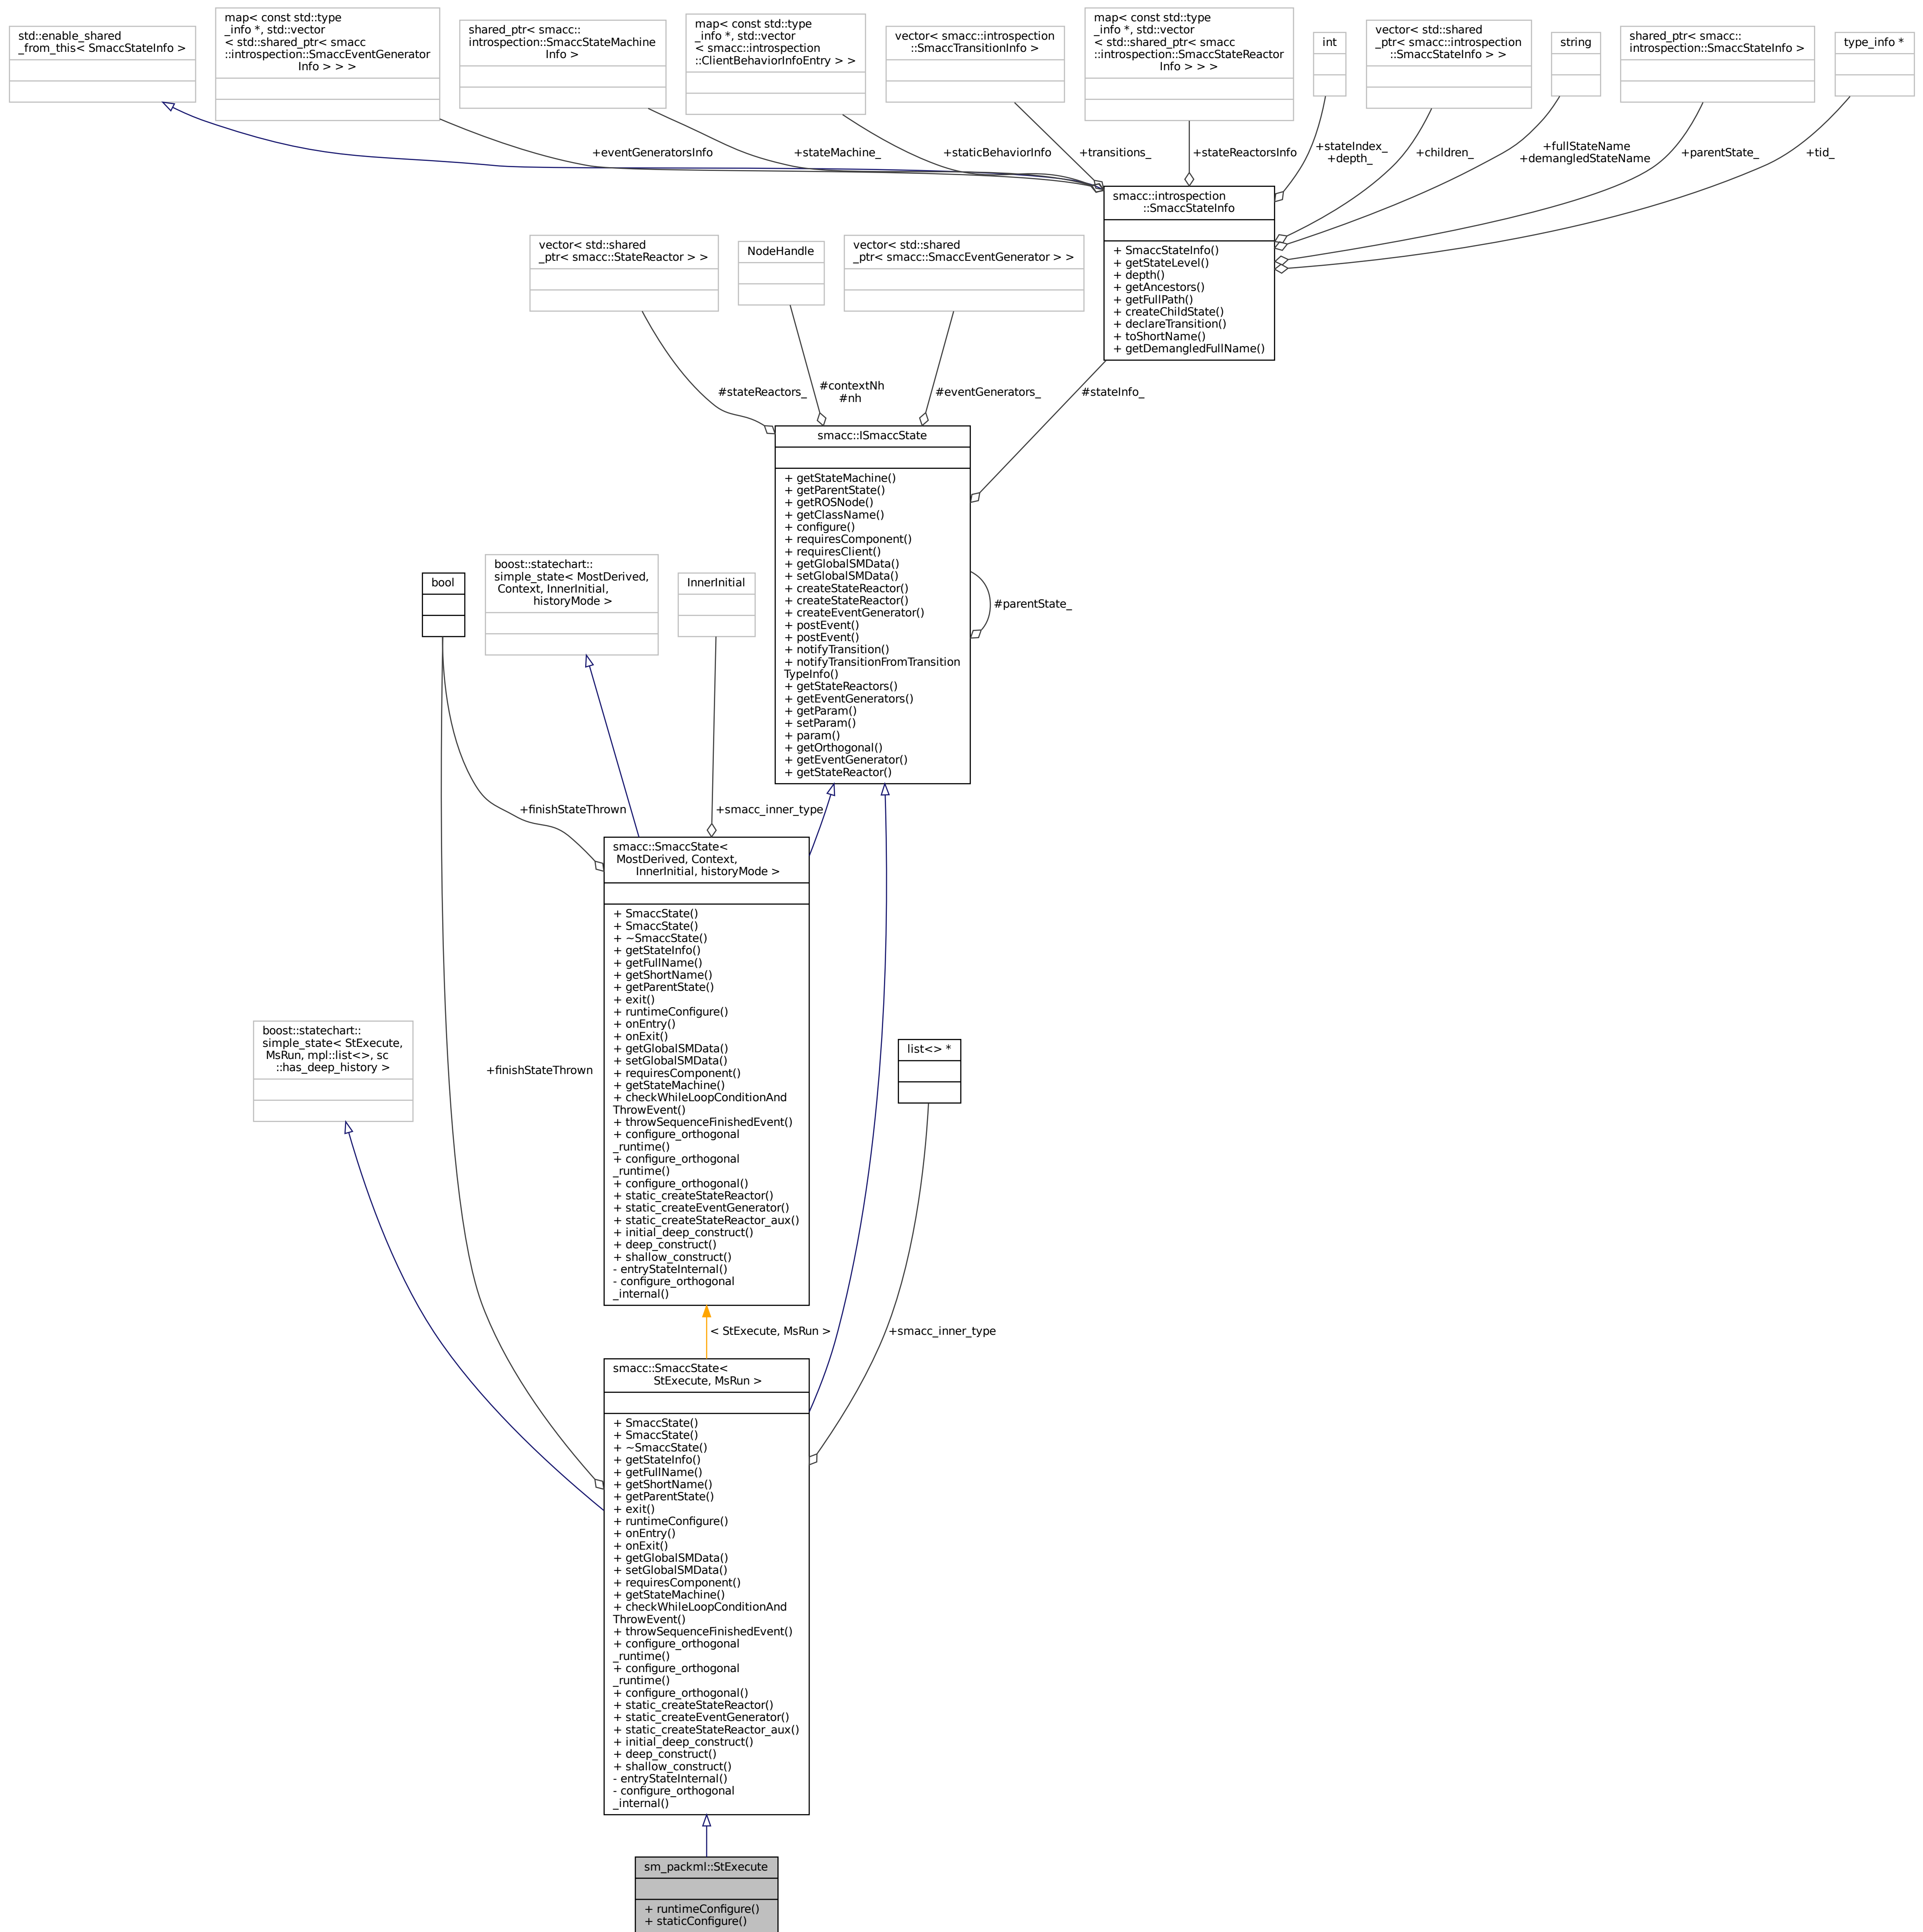 std::enable_shared
_from_this< SmaccStateInfo >
map< const std::type
_info *, std::vector
< std::shared_ptr< smacc
::introspection::SmaccEventGenerator
Info > > >
shared_ptr< smacc::
introspection::SmaccStateMachine
Info >
map< const std::type
_info *, std::vector
< smacc::introspection
::ClientBehaviorInfoEntry > >
vector< smacc::introspection
::SmaccTransitionInfo >
map< const std::type
_info *, std::vector
< std::shared_ptr< smacc
::introspection::SmaccStateReactor
Info > > >
int
vector< std::shared
_ptr< smacc::introspection
::SmaccStateInfo > >
string
shared_ptr< smacc::
introspection::SmaccStateInfo >
type_info *
+eventGeneratorsInfo
+stateMachine_
+staticBehaviorInfo
+transitions_
+stateReactorsInfo
+stateIndex_
+depth_
+children_
+fullStateName
+demangledStateName
+parentState_
+tid_
smacc::introspection
::SmaccStateInfo
+ SmaccStateInfo()
+ getStateLevel()
+ depth()
+ getAncestors()
+ getFullPath()
+ createChildState()
+ declareTransition()
+ toShortName()
+ getDemangledFullName()
vector< std::shared
_ptr< smacc::StateReactor > >
NodeHandle
vector< std::shared
_ptr< smacc::SmaccEventGenerator > >
#stateReactors_
#contextNh
#nh
#eventGenerators_
#stateInfo_
smacc::ISmaccState
+ getStateMachine()
+ getParentState()
+ getROSNode()
+ getClassName()
+ configure()
+ requiresComponent()
+ requiresClient()
+ getGlobalSMData()
+ setGlobalSMData()
+ createStateReactor()
+ createStateReactor()
+ createEventGenerator()
+ postEvent()
+ postEvent()
+ notifyTransition()
+ notifyTransitionFromTransition
TypeInfo()
+ getStateReactors()
+ getEventGenerators()
+ getParam()
+ setParam()
+ param()
+ getOrthogonal()
+ getEventGenerator()
+ getStateReactor()
#parentState_
bool
boost::statechart::
simple_state< MostDerived,
Context, InnerInitial,
historyMode >
InnerInitial
+finishStateThrown
+smacc_inner_type
smacc::SmaccState<
MostDerived, Context,
InnerInitial, historyMode >
+ SmaccState()
+ SmaccState()
+ ~SmaccState()
+ getStateInfo()
+ getFullName()
+ getShortName()
+ getParentState()
+ exit()
+ runtimeConfigure()
+ onEntry()
+ onExit()
+ getGlobalSMData()
+ setGlobalSMData()
+ requiresComponent()
+ getStateMachine()
+ checkWhileLoopConditionAnd
ThrowEvent()
+ throwSequenceFinishedEvent()
+ configure_orthogonal
_runtime()
+ configure_orthogonal
_runtime()
+ configure_orthogonal()
+ static_createStateReactor()
+ static_createEventGenerator()
+ static_createStateReactor_aux()
+ initial_deep_construct()
+ deep_construct()
+ shallow_construct()
- entryStateInternal()
- configure_orthogonal
_internal()
boost::statechart::
simple_state< StExecute,
MsRun, mpl::list<>, sc
::has_deep_history >
+finishStateThrown
list<> *
< StExecute, MsRun >
+smacc_inner_type
smacc::SmaccState<
StExecute, MsRun >
+ SmaccState()
+ SmaccState()
+ ~SmaccState()
+ getStateInfo()
+ getFullName()
+ getShortName()
+ getParentState()
+ exit()
+ runtimeConfigure()
+ onEntry()
+ onExit()
+ getGlobalSMData()
+ setGlobalSMData()
+ requiresComponent()
+ getStateMachine()
+ checkWhileLoopConditionAnd
ThrowEvent()
+ throwSequenceFinishedEvent()
+ configure_orthogonal
_runtime()
+ configure_orthogonal
_runtime()
+ configure_orthogonal()
+ static_createStateReactor()
+ static_createEventGenerator()
+ static_createStateReactor_aux()
+ initial_deep_construct()
+ deep_construct()
+ shallow_construct()
- entryStateInternal()
- configure_orthogonal
_internal()
sm_packml::StExecute
+ runtimeConfigure()
+ staticConfigure()